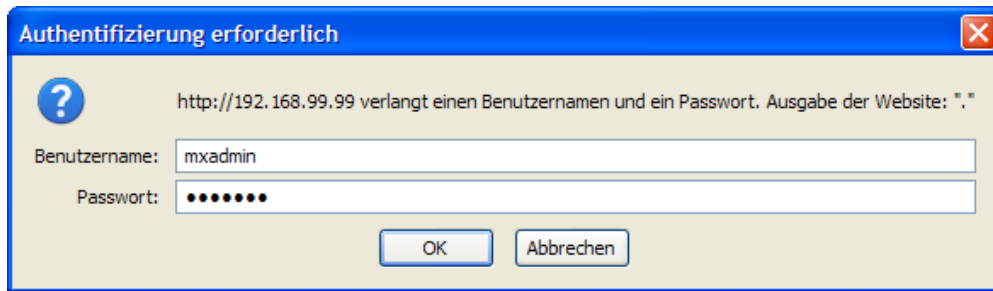 Authentifizierung erforderlich
http://192.168.99.99 verlangt einen Benutzernamen und ein Passwort. Ausgabe der Website: "."
Benutzername: mxadmin
Passwort: •••••••
OK Abbrechen